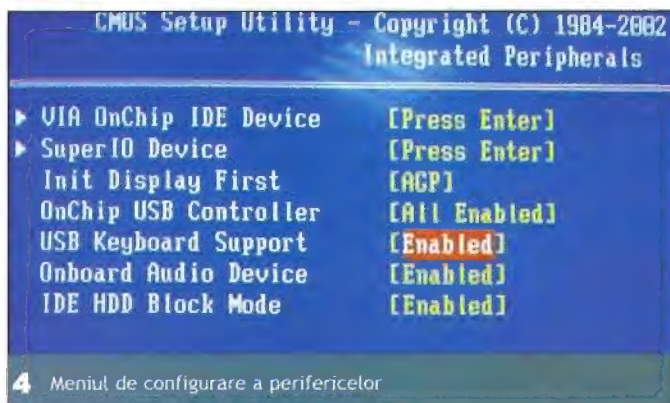 CMOS Setup Utility - Copyright (C) 1984-2002
Integrated Peripherals
▶ VIA OnChip IDE Device [Press Enter]
▶ SuperIO Device [Press Enter]
Init Display First [AGP]
OnChip USB Controller [All Enabled]
USB Keyboard Support [Enabled]
Onboard Audio Device [Enabled]
IDE HDD Block Mode [Enabled]
4 Meniul de configurare a perifericelor